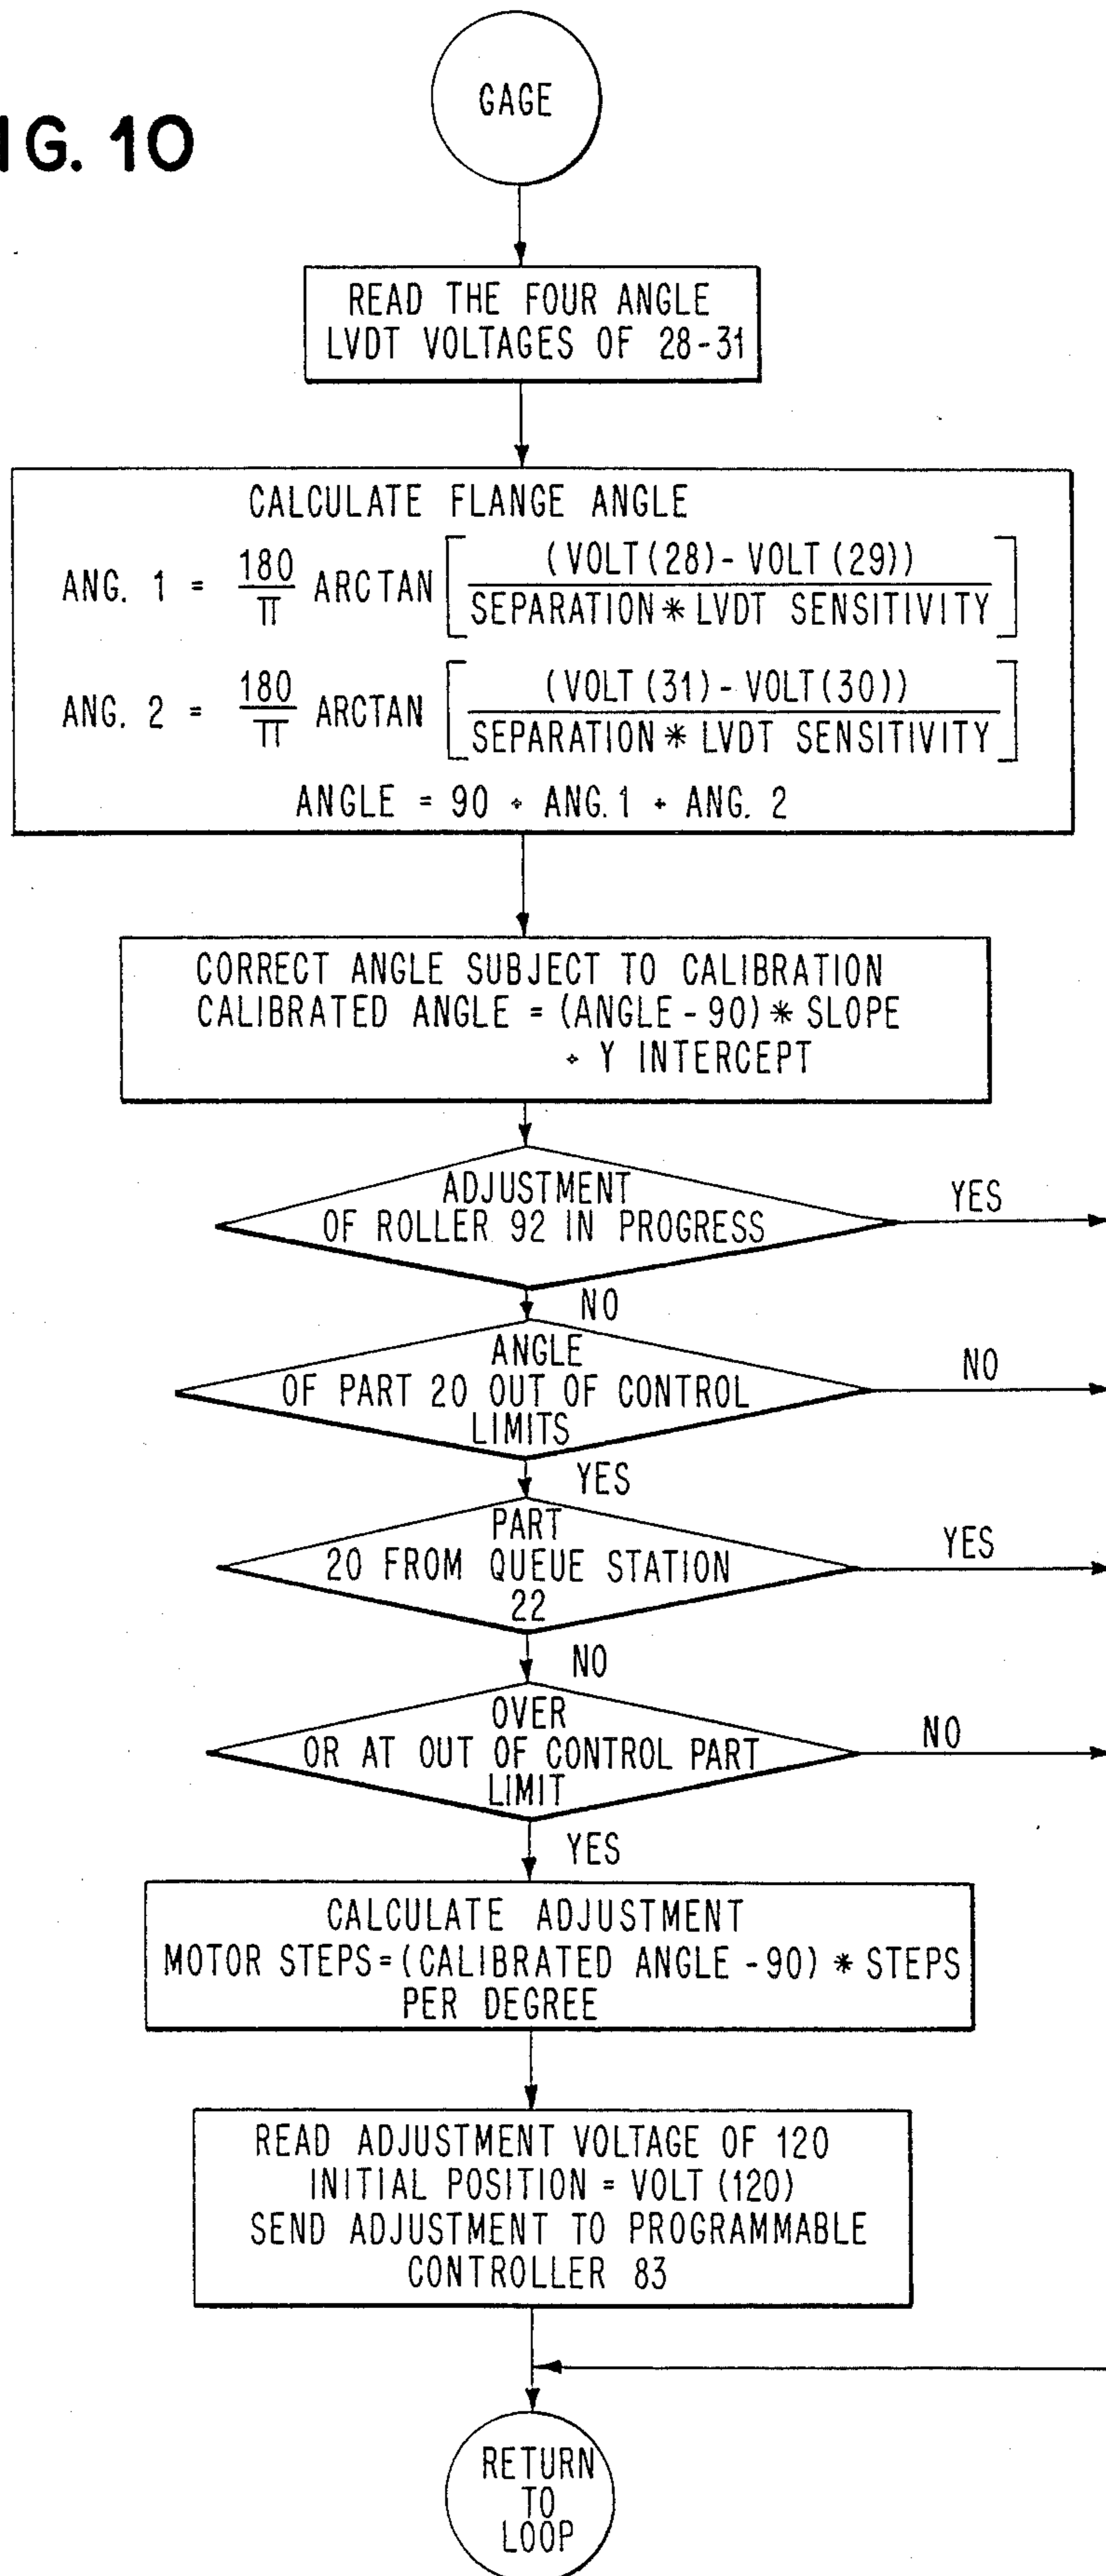 IG. 10
GAGE
READ THE FOUR ANGLE
LVDT VOLTAGES OF 28-31
CALCULATE FLANGE ANGLE
ANG. 1 = 180/π ARCTAN [(VOLT(28)-VOLT(29))/SEPARATION * LVDT SENSITIVITY]
ANG. 2 = 180/π ARCTAN [(VOLT(31)-VOLT(30))/SEPARATION * LVDT SENSITIVITY]
ANGLE = 90 + ANG.1 + ANG. 2
CORRECT ANGLE SUBJECT TO CALIBRATION
CALIBRATED ANGLE = (ANGLE-90) * SLOPE
+ Y INTERCEPT
ADJUSTMENT
OF ROLLER 92 IN PROGRESS
YES
NO
ANGLE
OF PART 20 OUT OF CONTROL
LIMITS
NO
YES
PART
20 FROM QUEUE STATION
22
YES
NO
OVER
OR AT OUT OF CONTROL PART
LIMIT
NO
YES
CALCULATE ADJUSTMENT
MOTOR STEPS=(CALIBRATED ANGLE-90) * STEPS
PER DEGREE
READ ADJUSTMENT VOLTAGE OF 120
INITIAL POSITION = VOLT (120)
SEND ADJUSTMENT TO PROGRAMMABLE
CONTROLLER 83
RETURN
TO
LOOP